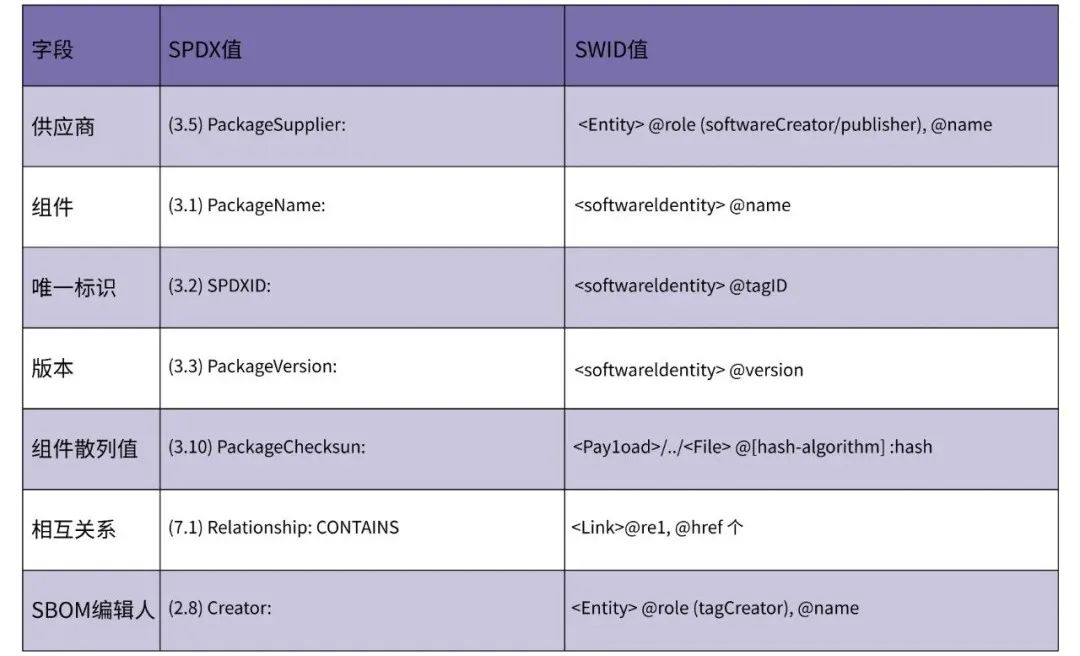 字段 SPDX值 SWID值
供应商 (3.5) PackageSupplier: <Entity> @role (softwareCreator/publisher), @name
组件 (3.1) PackageName: <softwareldentity> @name
唯一标识 (3.2) SPDXID: <softwareldentity> @tagID
版本 (3.3) PackageVersion: <softwareldentity> @version
组件散列值 (3.10) PackageChecksun: <Pay1oad>/../<File> @[hash-algorithm] :hash
相互关系 (7.1) Relationship: CONTAINS <Link>@re1, @href 个
SBOM编辑人 (2.8) Creator: <Entity> @role (tagCreator), @name